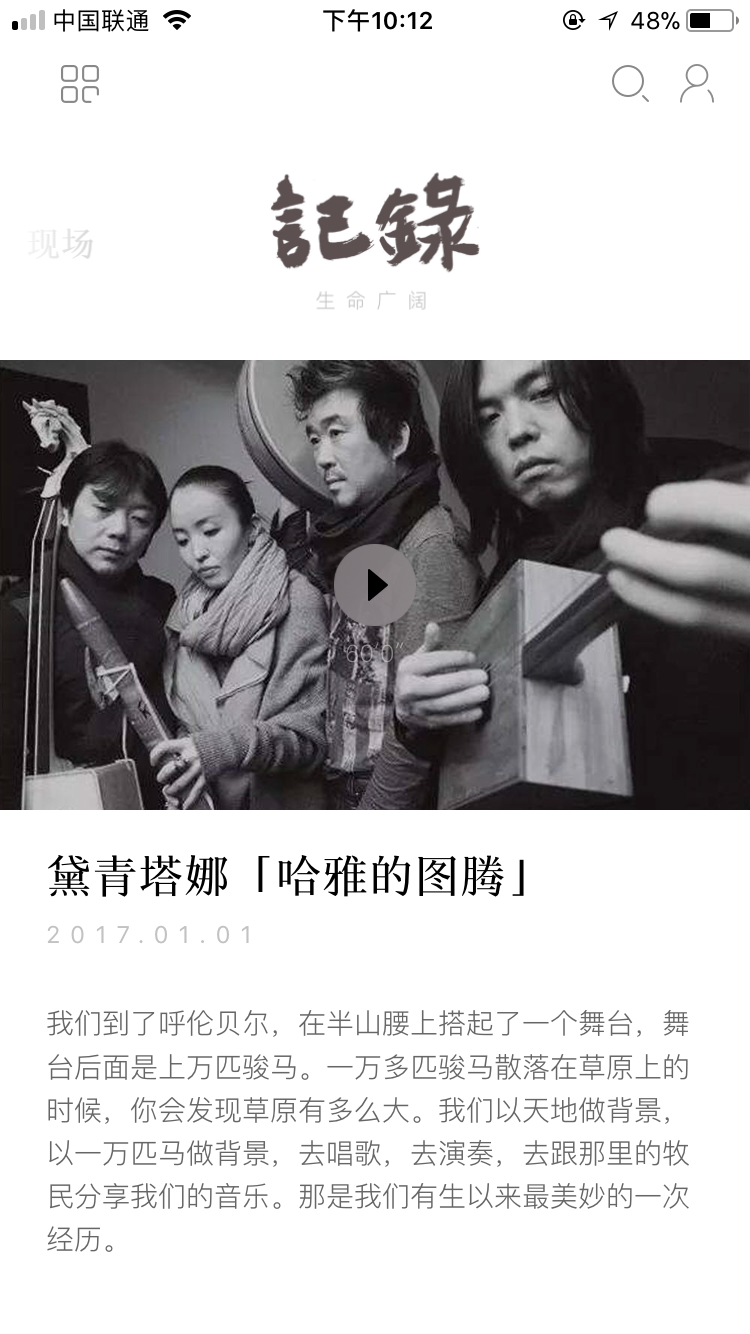 中国联通 下午10:12 48%
現场
記錄
生命广阔
60'0"
黛青塔娜「哈雅的图腾」
2017.01.01
我们到了呼伦贝尔，在半山腰上搭起了一个舞台，舞
台后面是上万匹骏马。一万多匹骏马散落在草原上的
时候，你会发现草原有多么大。我们以天地做背景，
以一万匹马做背景，去唱歌，去演奏，去跟那里的牧
民分享我们的音乐。那是我们有生以来最美妙的一次
经历。